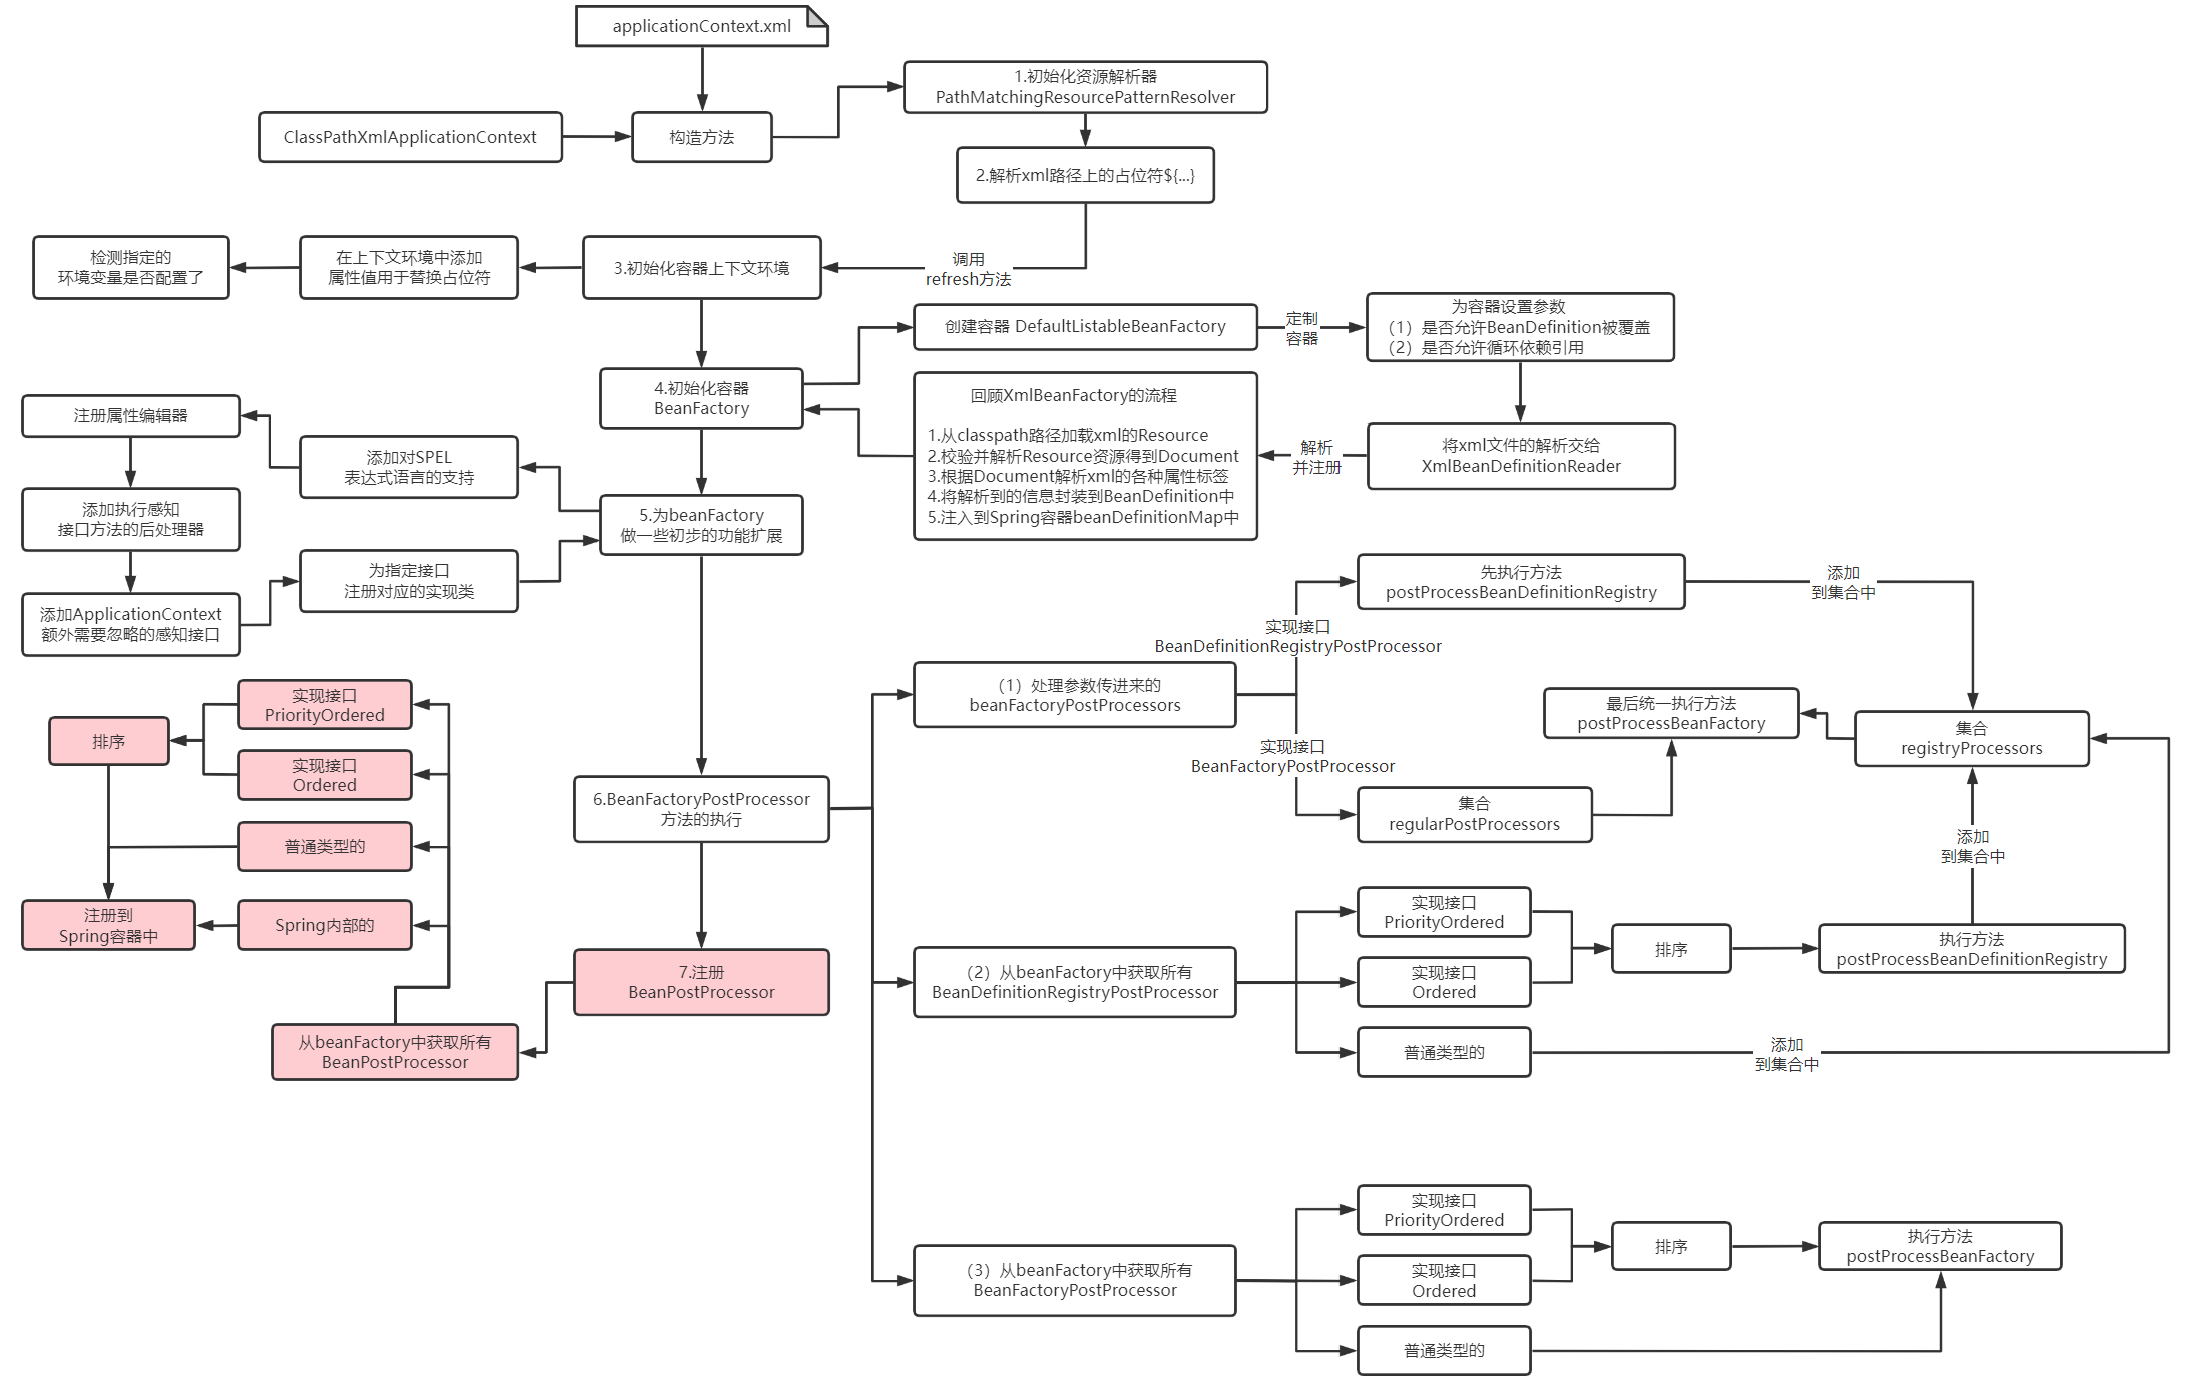 applicationContext.xml
ClassPathXmlApplicationContext
构造方法
1.初始化资源解析器
PathMatchingResourcePatternResolver
2.解析xml路径上的占位符${...}
调用
refresh方法
3.初始化容器上下文环境
在上下文环境中添加
属性值用于替换占位符
检测指定的
环境变量是否配置了
4.初始化容器
BeanFactory
创建容器 DefaultListableBeanFactory
定制
容器
为容器设置参数
（1）是否允许BeanDefinition被覆盖
（2）是否允许循环依赖引用
将xml文件的解析交给
XmlBeanDefinitionReader
解析
并注册
回顾XmlBeanFactory的流程
1.从classpath路径加载xml的Resource
2.校验并解析Resource资源得到Document
3.根据Document解析xml的各种属性标签
4.将解析到的信息封装到BeanDefinition中
5.注入到Spring容器beanDefinitionMap中
5.为beanFactory
做一些初步的功能扩展
添加对SPEL
表达式语言的支持
注册属性编辑器
添加执行感知
接口方法的后处理器
添加ApplicationContext
额外需要忽略的感知接口
为指定接口
注册对应的实现类
6.BeanFactoryPostProcessor
方法的执行
（1）处理参数传进来的
beanFactoryPostProcessors
实现接口
BeanDefinitionRegistryPostProcessor
先执行方法
postProcessBeanDefinitionRegistry
添加
到集合中
集合
registryProcessors
最后统一执行方法
postProcessBeanFactory
实现接口
BeanFactoryPostProcessor
集合
regularPostProcessors
（2）从beanFactory中获取所有
BeanDefinitionRegistryPostProcessor
实现接口
PriorityOrdered
实现接口
Ordered
普通类型的
排序
执行方法
postProcessBeanDefinitionRegistry
添加
到集合中
添加
到集合中
（3）从beanFactory中获取所有
BeanFactoryPostProcessor
实现接口
PriorityOrdered
实现接口
Ordered
普通类型的
排序
执行方法
postProcessBeanFactory
7.注册
BeanPostProcessor
从beanFactory中获取所有
BeanPostProcessor
实现接口
PriorityOrdered
实现接口
Ordered
普通类型的
Spring内部的
排序
注册到
Spring容器中